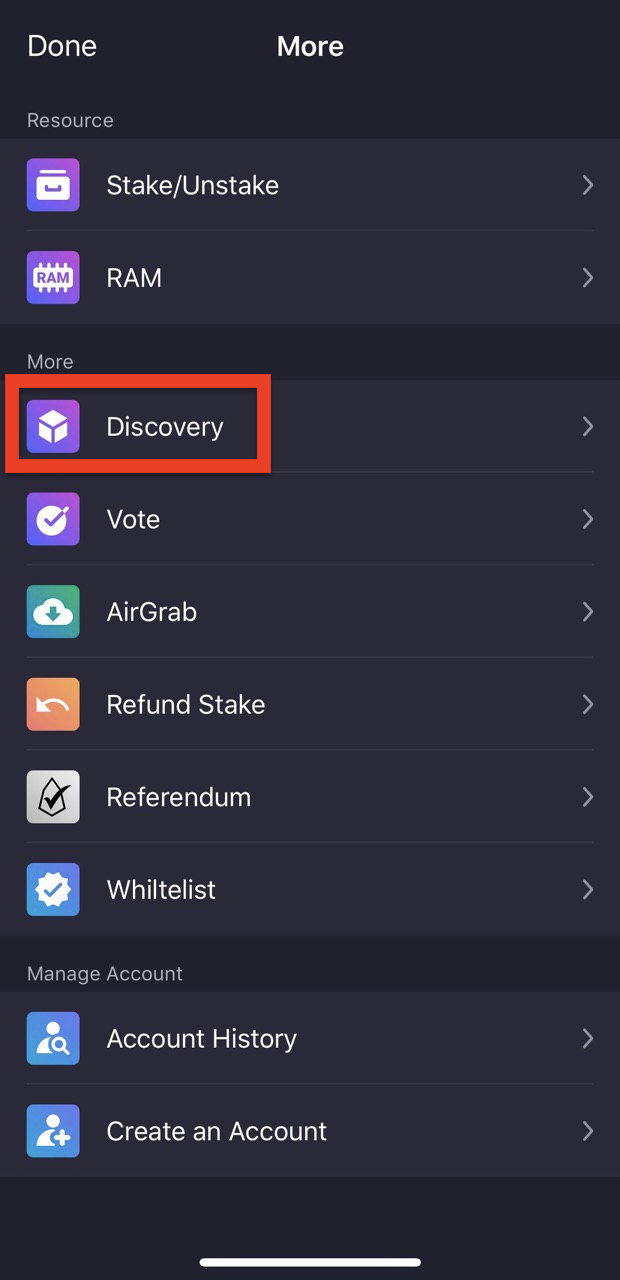 Done
More
Resource
Stake/Unstake
RAM
RAM
More
Discovery
Vote
AirGrab
Refund Stake
Referendum
Whiltelist
Manage Account
Account History
Create an Account